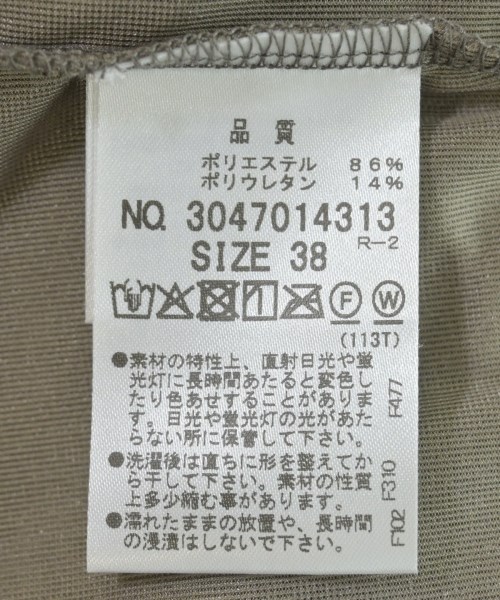 品質
ポリエステル 86%
ポリウレタン 14%
NO. 3047014313
R-2
SIZE 38
F W
(113T)
●素材の特性上、直射日光や蛍
光灯に長時間あたると変色し
たり色あせすることがありま
す。日光や蛍光灯の光があた
らない所に保管して下さい。
F477
●洗濯後は直ちに形を整えてか
ら干して下さい。素材の性質
上多少縮む事があります。
F310
●濡れたままの放置や、長時間
の浸漬はしないで下さい。
F102